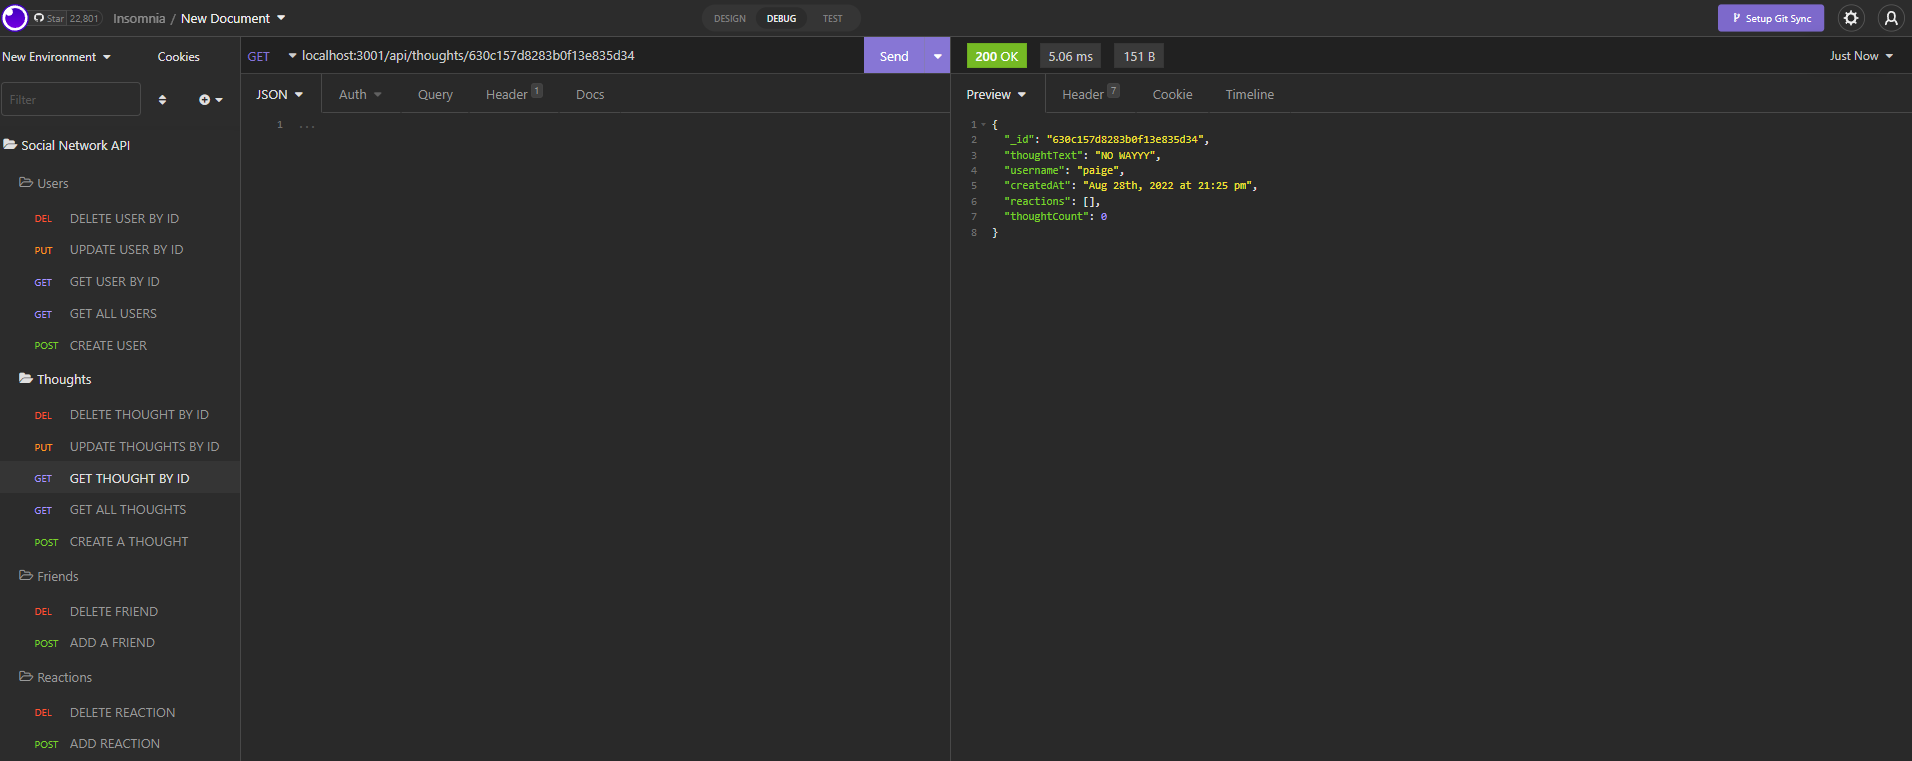 Star 22,801
Insomnia / New Document
DESIGN DEBUG TEST
Setup Git Sync
New Environment Cookies
Filter
Social Network API
Users
DEL DELETE USER BY ID
PUT UPDATE USER BY ID
GET GET USER BY ID
GET GET ALL USERS
POST CREATE USER
Thoughts
DEL DELETE THOUGHT BY ID
PUT UPDATE THOUGHTS BY ID
GET GET THOUGHT BY ID
GET GET ALL THOUGHTS
POST CREATE A THOUGHT
Friends
DEL DELETE FRIEND
POST ADD A FRIEND
Reactions
DEL DELETE REACTION
POST ADD REACTION
GET localhost:3001/api/thoughts/630c157d8283b0f13e835d34 Send
JSON Auth Query Header 1 Docs
1 ...
200 OK 5.06 ms 151 B Just Now
Preview Header 7 Cookie Timeline
1 {
2 "_id": "630c157d8283b0f13e835d34",
3 "thoughtText": "NO WAYYY",
4 "username": "paige",
5 "createdAt": "Aug 28th, 2022 at 21:25 pm",
6 "reactions": [],
7 "thoughtCount": 0
8 }